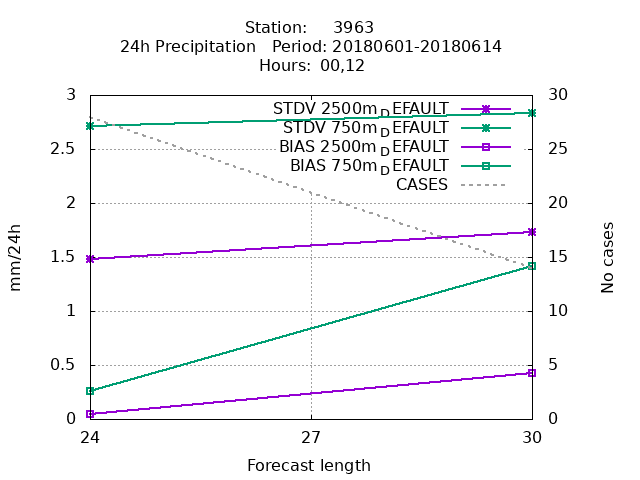 Station: 3963
24h Precipitation Period: 20180601-20180614
Hours: 00,12
3
2.5
2
1.5
1
0.5
0
30
25
20
15
10
5
0
STDV 2500m_DEFAULT
STDV 750m_DEFAULT
BIAS 2500m_DEFAULT
BIAS 750m_DEFAULT
CASES
mm/24h
No cases
24 27 30
Forecast length